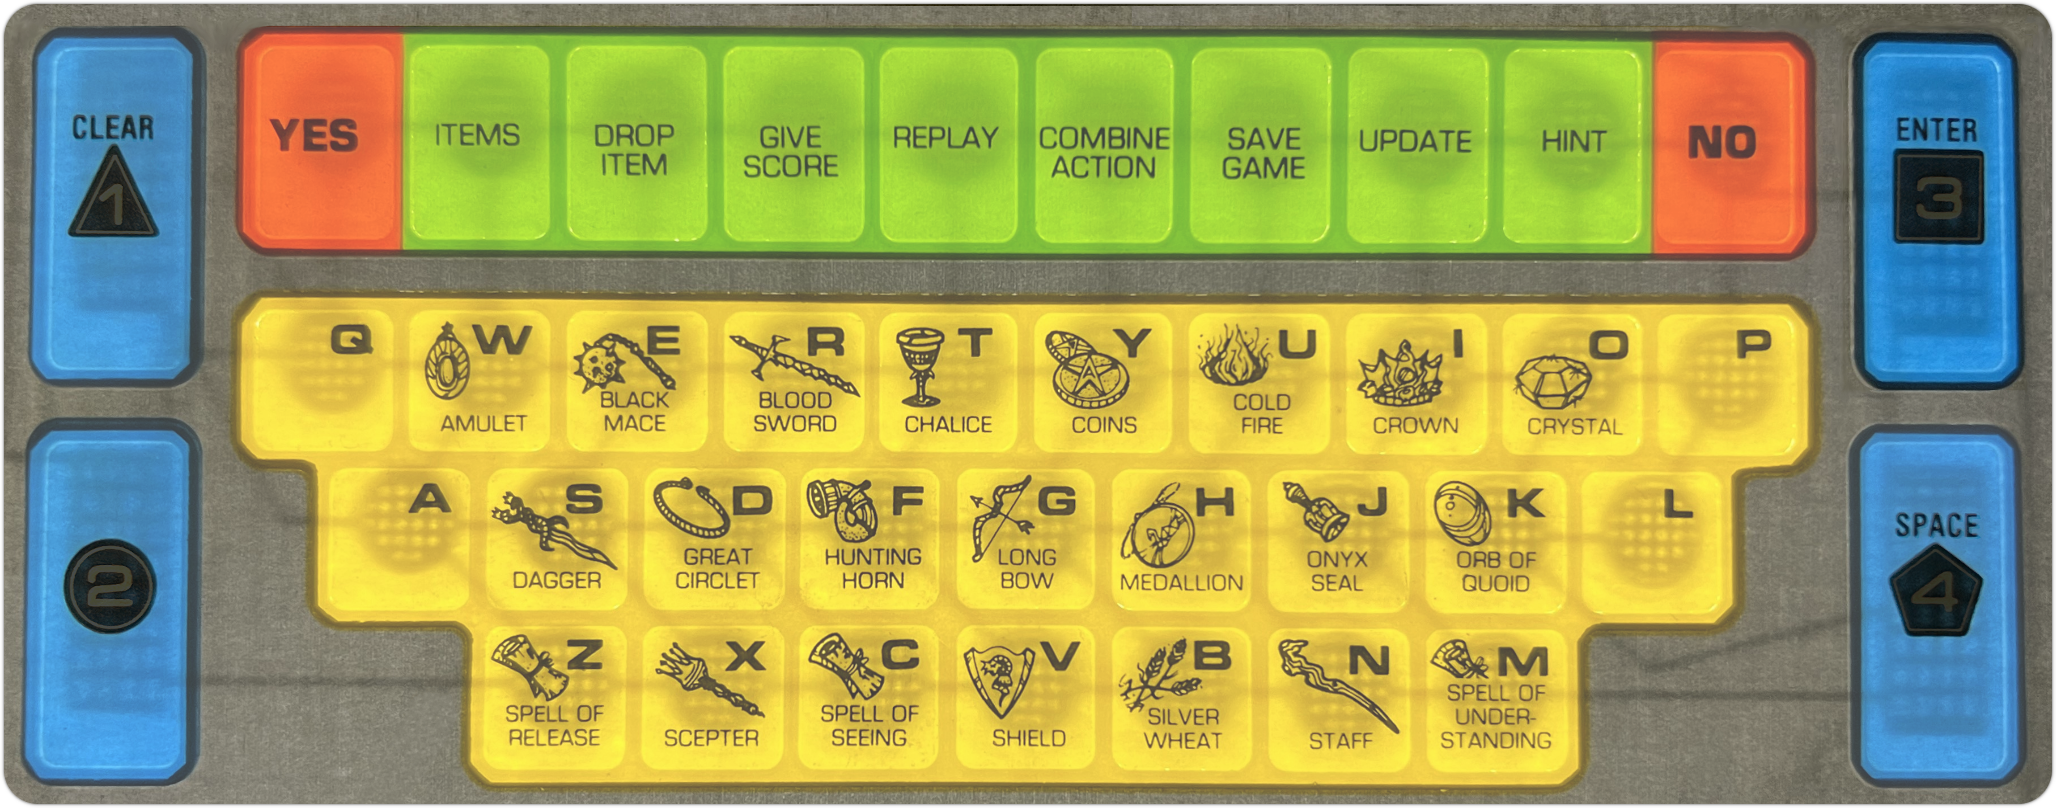 CLEAR
1
YES
ITEMS
DROP
ITEM
GIVE
SCORE
REPLAY
COMBINE
ACTION
SAVE
GAME
UPDATE
HINT
NO
ENTER
3
Q
W
AMULET
E
BLACK
MACE
R
BLOOD
SWORD
T
CHALICE
Y
COINS
U
COLD
FIRE
I
CROWN
O
CRYSTAL
P
2
A
S
DAGGER
D
GREAT
CIRCLET
F
HUNTING
HORN
G
LONG
BOW
H
MEDALLION
J
ONYX
SEAL
K
ORB OF
QUOID
L
SPACE
4
Z
SPELL OF
RELEASE
X
SCEPTER
C
SPELL OF
SEEING
V
SHIELD
B
SILVER
WHEAT
N
STAFF
M
SPELL OF
UNDER-
STANDING